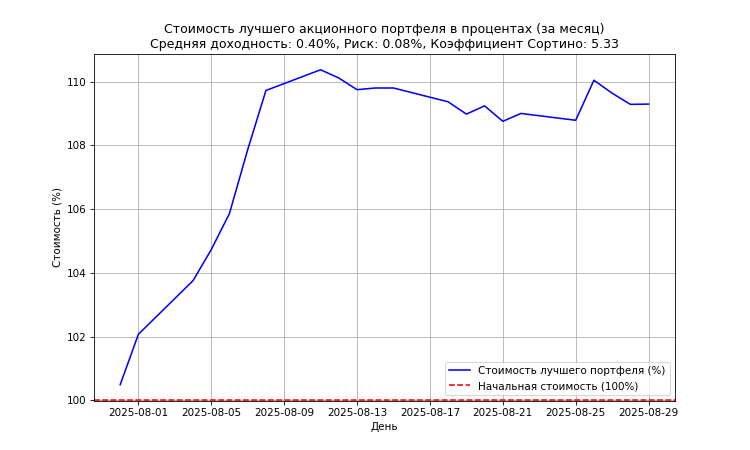 Стоимость лучшего акционного портфеля в процентах (за месяц)
Средняя доходность: 0.40%, Риск: 0.08%, Коэффициент Сортино: 5.33
Стоимость (%)
110
108
106
104
102
100
Стоимость лучшего портфеля (%)
Начальная стоимость (100%)
2025-08-01 2025-08-05 2025-08-09 2025-08-13 2025-08-17 2025-08-21 2025-08-25 2025-08-29
День